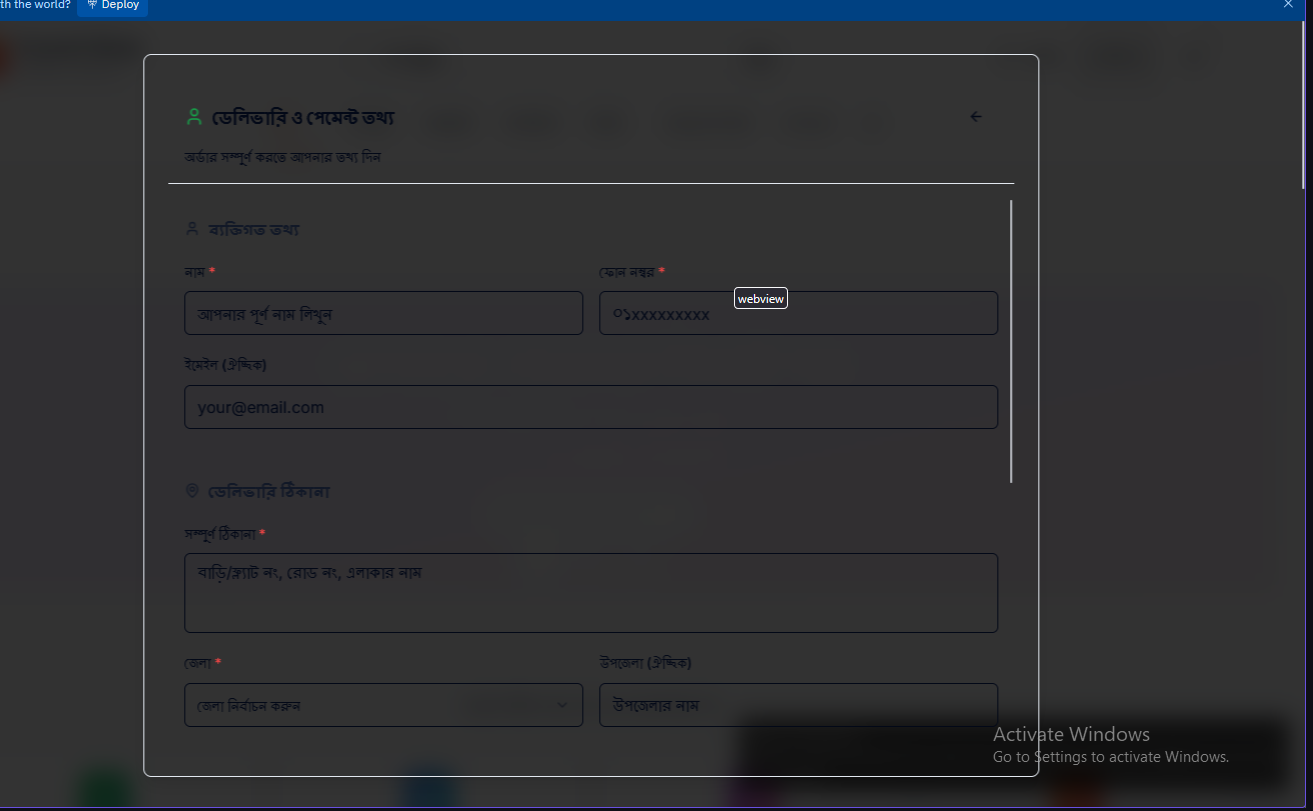 th the world? Deploy
ডেলিভারি ও পেমেন্ট তথ্য
অর্ডার সম্পূর্ণ করতে আপনার তথ্য দিন
ব্যক্তিগত তথ্য
নাম * ফোন নম্বর *
webview
আপনার পূর্ণ নাম লিখুন ০১xxxxxxxxx
ইমেইল (ঐচ্ছিক)
your@email.com
ডেলিভারি ঠিকানা
সম্পূর্ণ ঠিকানা *
বাড়ি/ফ্ল্যাট নং, রোড নং, এলাকার নাম
জেলা * উপজেলা (ঐচ্ছিক)
জেলা নির্বাচন করুন উপজেলার নাম
Activate Windows
Go to Settings to activate Windows.